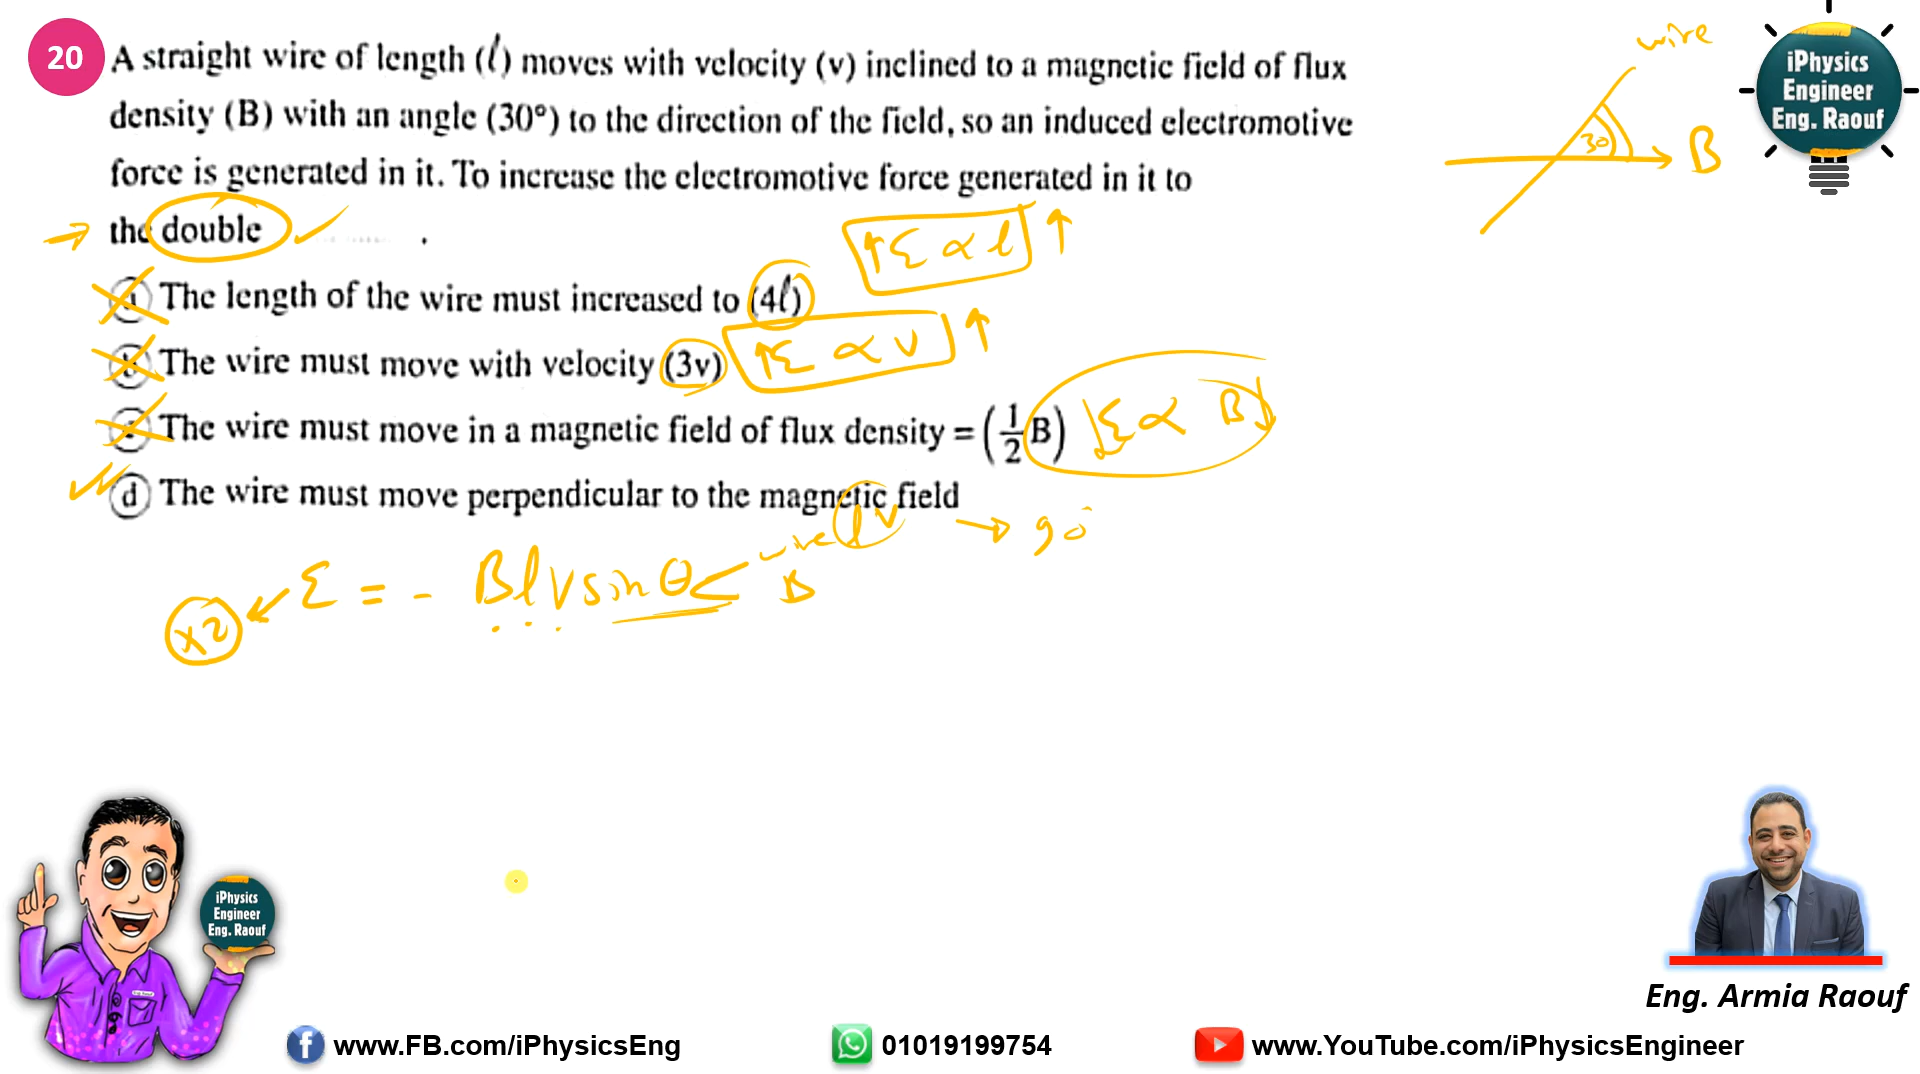 20
A straight wire of length (ℓ) moves with velocity (v) inclined to a magnetic field of flux
density (B) with an angle (30°) to the direction of the field, so an induced electromotive
force is generated in it. To increase the electromotive force generated in it to
→ the double ✓ .
↑Σ ∝ ℓ ↑
The length of the wire must increased to (4ℓ)
The wire must move with velocity (3v)
↑Σ ∝ v ↑
The wire must move in a magnetic field of flux density = (1/2 B)
↓Σ ∝ B↓
d The wire must move perpendicular to the magnetic field
→ 90°
×2 ← Σ = - Bℓv sin θ < wire ℓ v
B
wire
30
B
iPhysics
Engineer
Eng. Raouf
iPhysics
Engineer
Eng. Raouf
Eng. Armia Raouf
www.FB.com/iPhysicsEng
01019199754
www.YouTube.com/iPhysicsEngineer